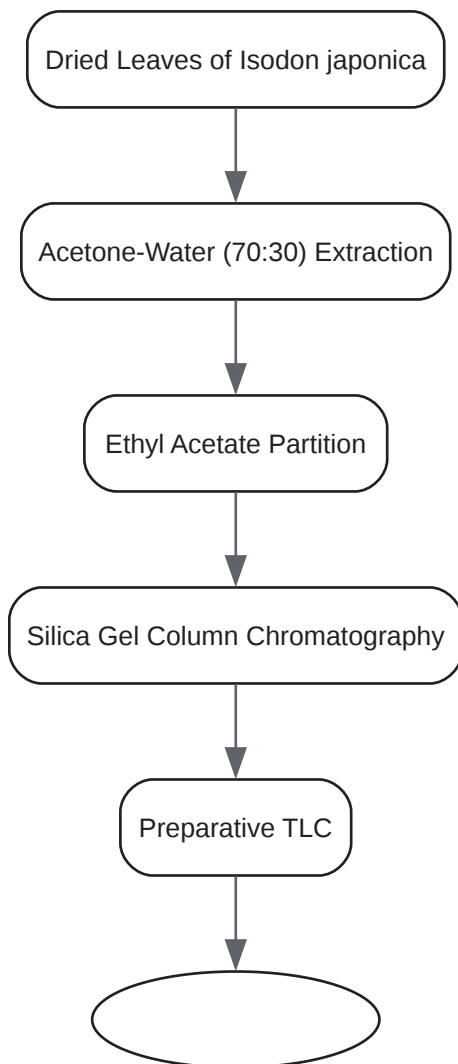 Dried Leaves of Isodon japonica
Acetone-Water (70:30) Extraction
Ethyl Acetate Partition
Silica Gel Column Chromatography
Preparative TLC